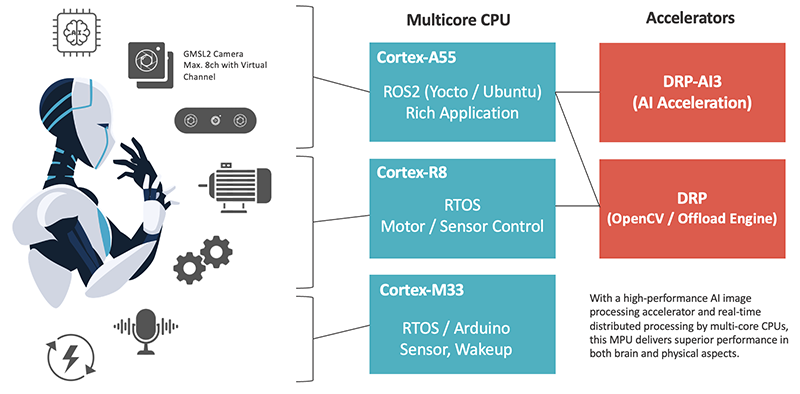 AI
GMSL2 Camera
Max. 8ch with Virtual
Channel
Multicore CPU
Cortex-A55
ROS2 (Yocto / Ubuntu)
Rich Application
Cortex-R8
RTOS
Motor / Sensor Control
Cortex-M33
RTOS / Arduino
Sensor, Wakeup
Accelerators
DRP-AI3
(AI Acceleration)
DRP
(OpenCV / Offload Engine)
With a high-performance AI image
processing accelerator and real-time
distributed processing by multi-core CPUs,
this MPU delivers superior performance in
both brain and physical aspects.